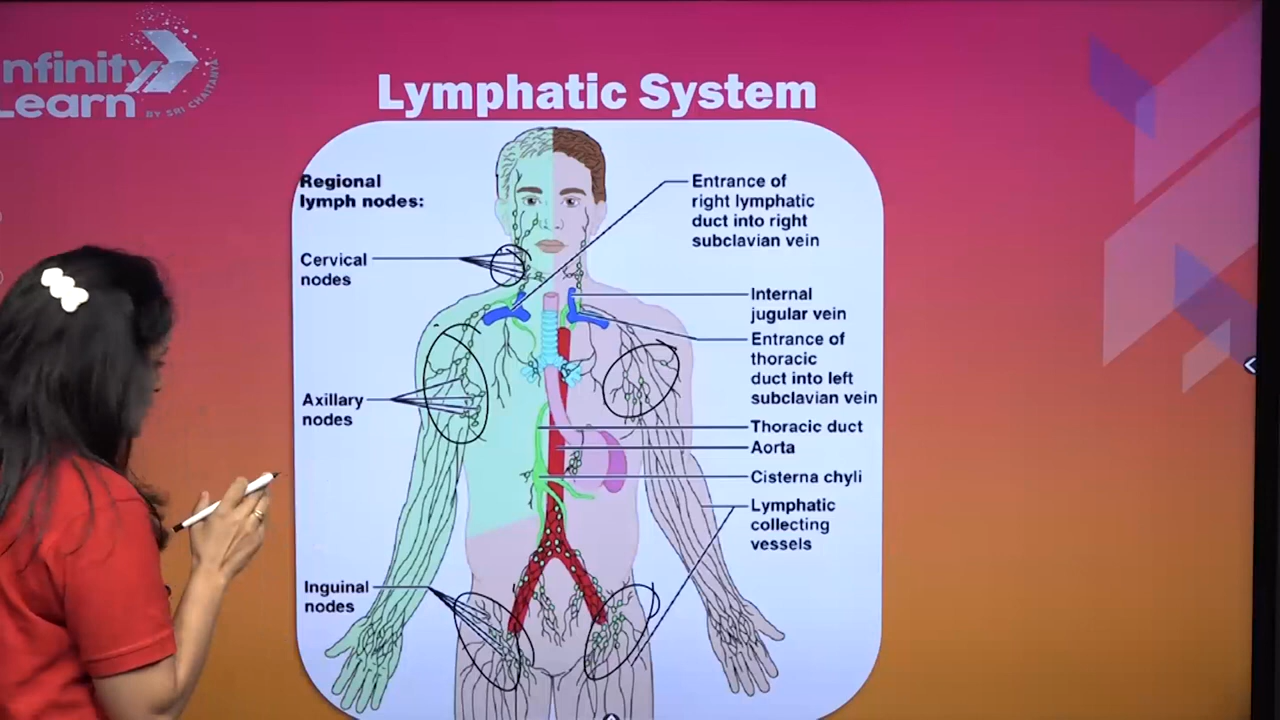 nfinity
Learn
BY SRI CHAITANYA
Lymphatic System
Regional
lymph nodes:
Cervical
nodes
Axillary
nodes
Inguinal
nodes
Entrance of
right lymphatic
duct into right
subclavian vein
Internal
jugular vein
Entrance of
thoracic
duct into left
subclavian vein
Thoracic duct
Aorta
Cisterna chyli
Lymphatic
collecting
vessels